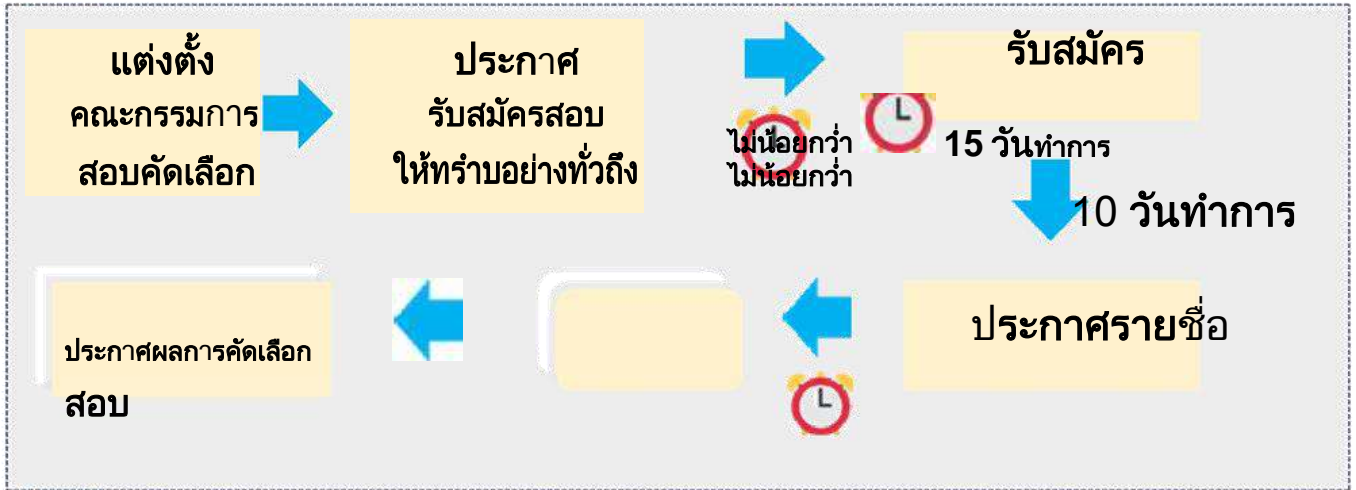 แต่งตั้ง
คณะกรรมการ
สอบคัดเลือก
ประกาศ
รับสมัครสอบ
ให้ทรำบอย่างทั่วถึง
ไม่น้อยกว่ำ
ไม่น้อยกว่ำ
รับสมัคร
15 วันทำการ
10 วันทำการ
ประกาศรายชื่อ
ประกาศผลการคัดเลือก
สอบ